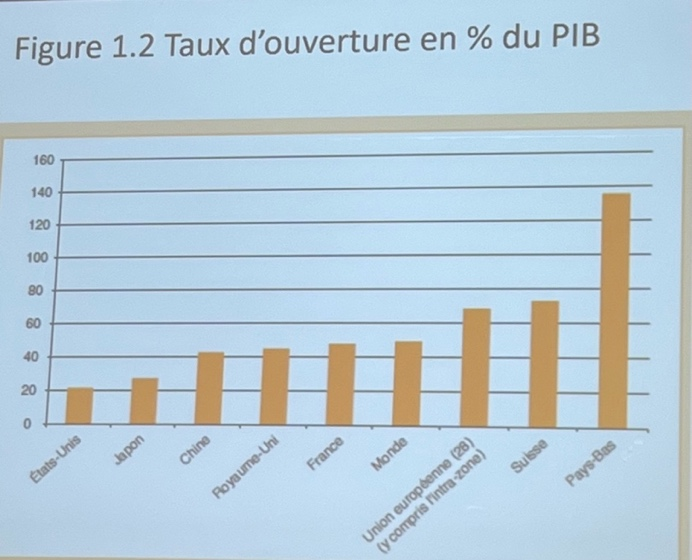 Figure 1.2 Taux d’ouverture en % du PIB
160
140
120
100
80
60
40
20
0
États-Unis
Japon
Chine
Royaume-Uni
France
Monde
Union européenne (28)
(y compris l'intra-zone)
Suisse
Pays-Bas